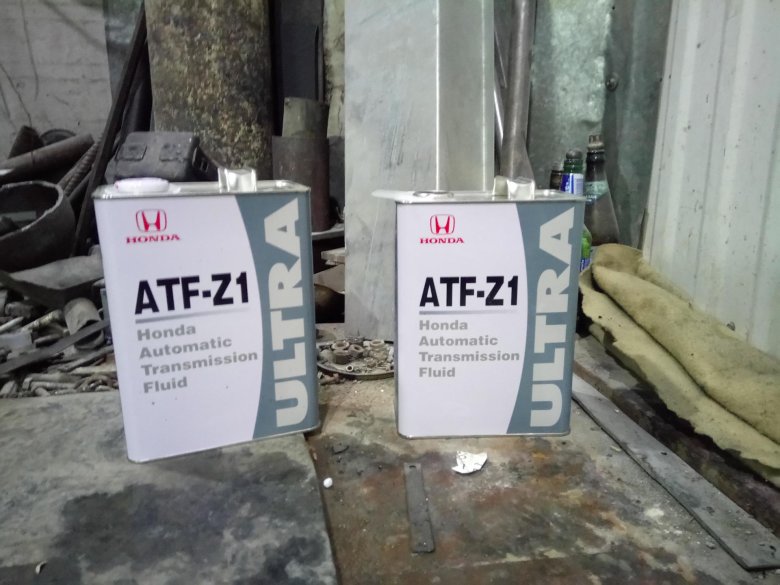 HONDA
ATF-Z1
Honda
Automatic
Transmission
Fluid
ULTRA
HONDA
ATF-Z1
Honda
Automatic
Transmission
Fluid
ULTRA